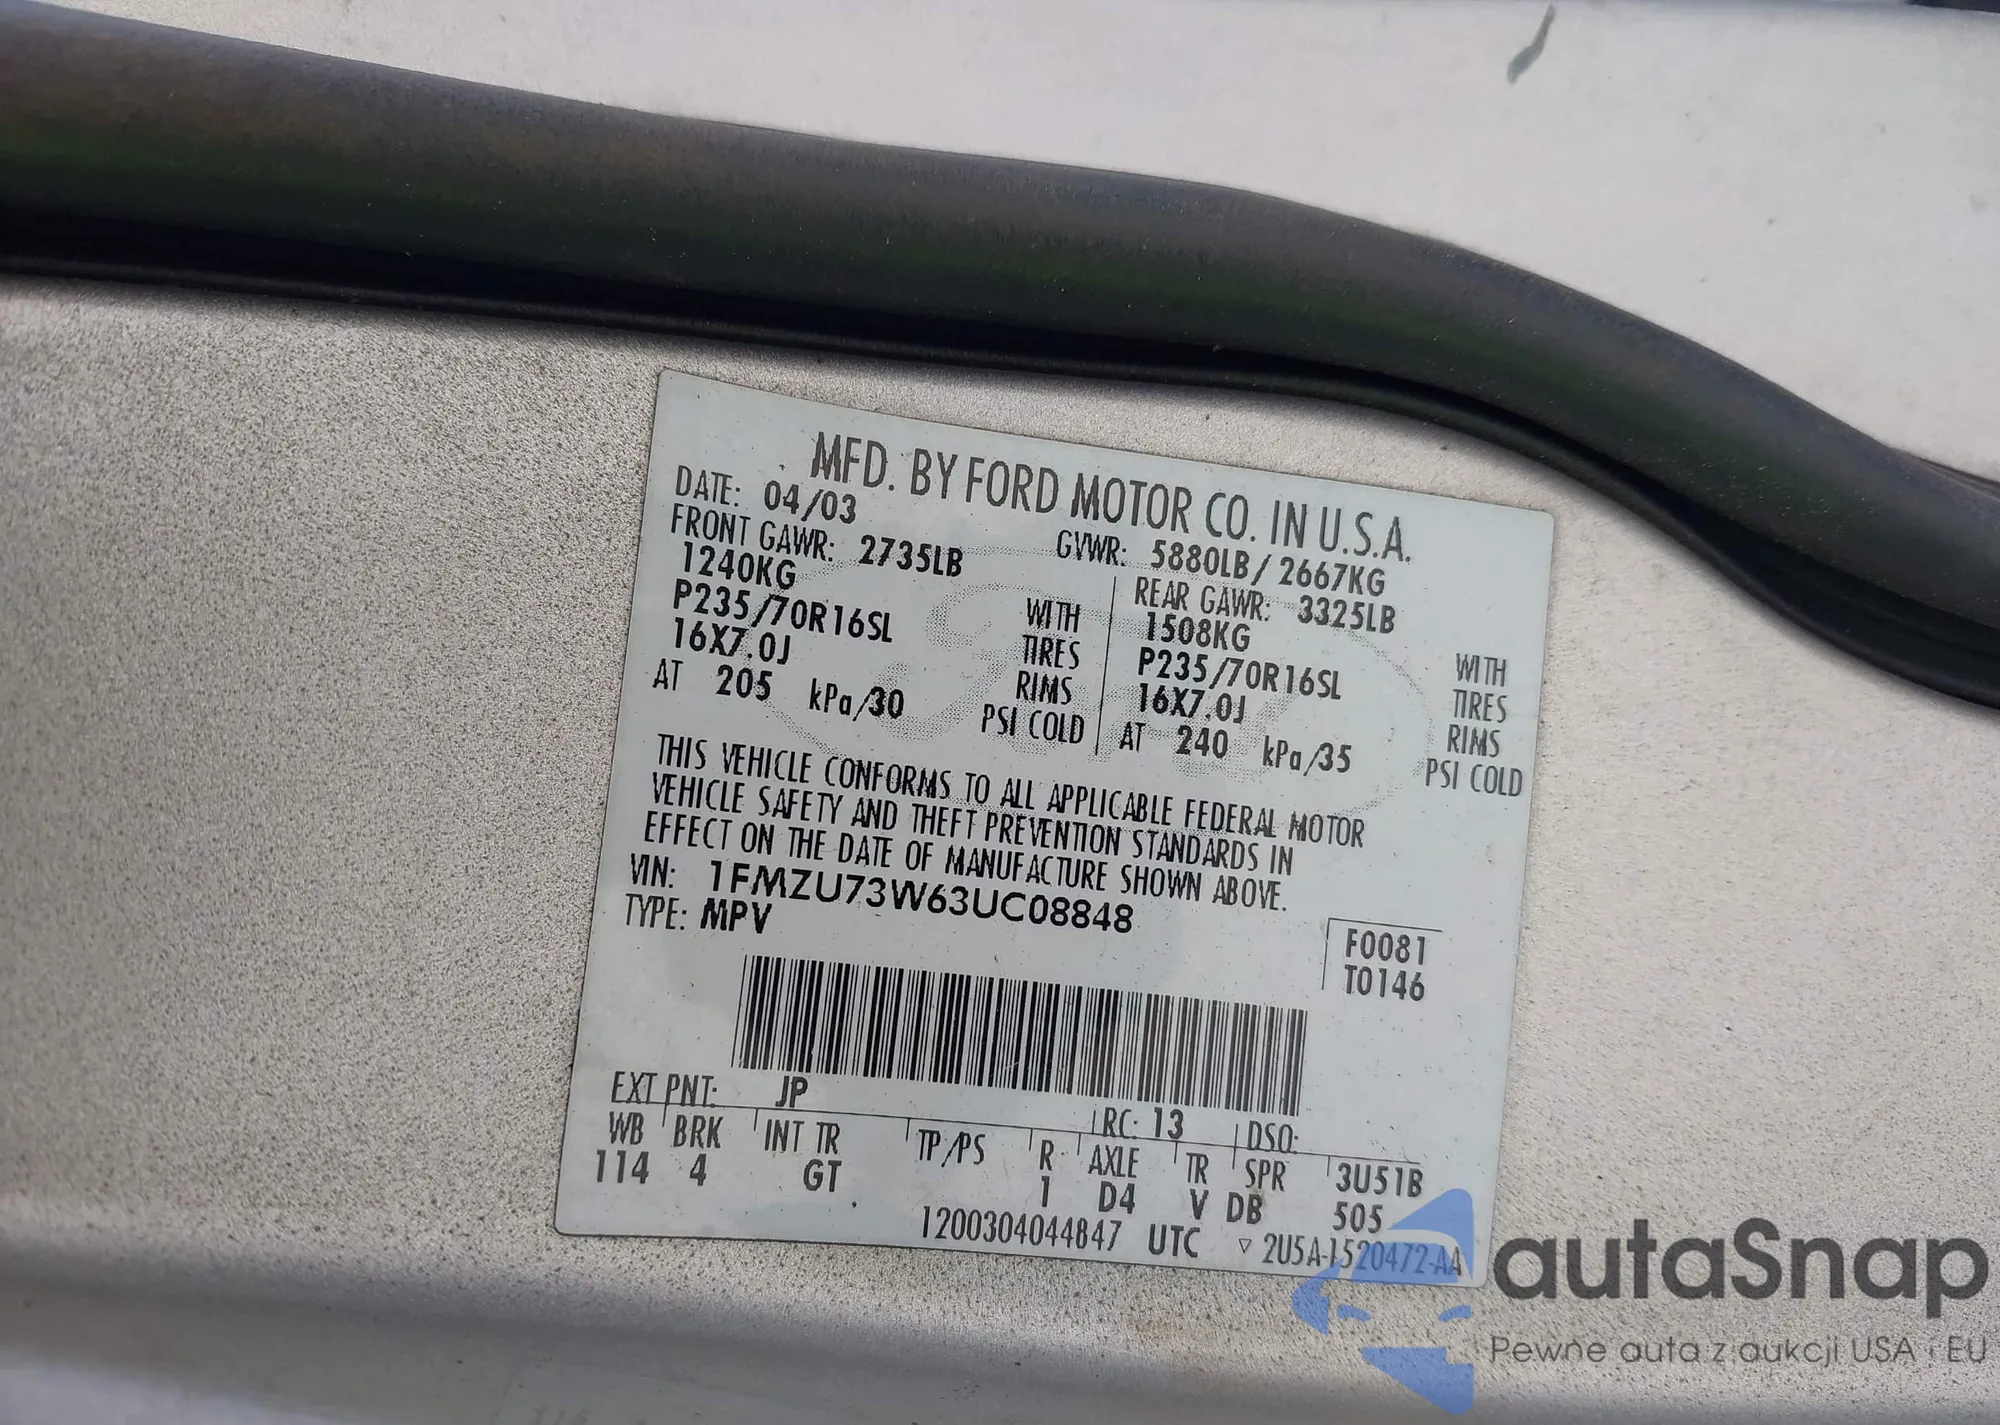 MFD. BY FORD MOTOR CO. IN U.S.A.
DATE: 04/03 GVWR: 5880LB/2667KG
FRONT GAWR: 2735LB REAR GAWR: 3325LB
1240KG WITH 1508KG WITH
P235/70R16SL TIRES P235/70R16SL TIRES
16X7.0J RIMS 16X7.0J RIMS
AT 205 kPa/30 PSI COLD AT 240 kPa/35 PSI COLD
THIS VEHICLE CONFORMS TO ALL APPLICABLE FEDERAL MOTOR
VEHICLE SAFETY AND THEFT PREVENTION STANDARDS IN
EFFECT ON THE DATE OF MANUFACTURE SHOWN ABOVE.
VIN: 1FMZU73W63UC08848
TYPE: MPV
F0081
T0146
EXT PNT: JP RC: 13 DSO:
WB BRK INT TR TP/PS R AXLE TR SPR 3U51B
114 4 GT 1 D4 V DB 505
1200304044847 UTC ▽ 2U5A-1520472-AA
autaSnap
Pewne auta z aukcji USA i EU